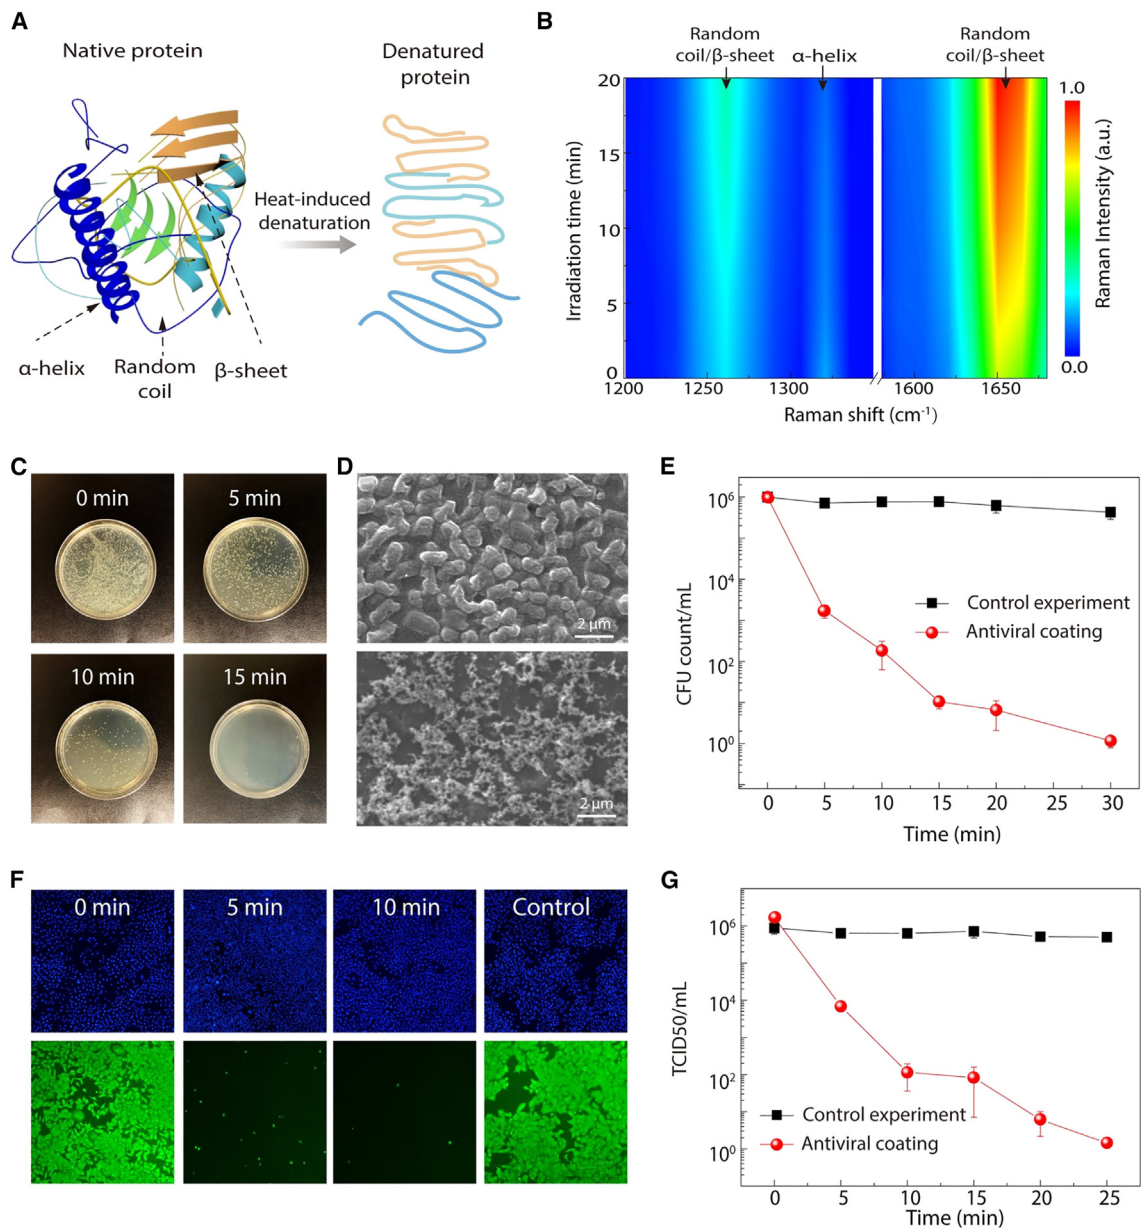 A
Native protein
Denatured
protein
Heat-induced
denaturation
α-helix
Random
coil
β-sheet
B
Random
coil/β-sheet
α-helix
Random
coil/β-sheet
20
15
10
5
0
Irradiation time (min)
1200
1250
1300
1600
1650
Raman shift (cm⁻¹)
1.0
0.0
Raman Intensity (a.u.)
C
0 min
5 min
10 min
15 min
D
2 μm
2 μm
E
10⁶
10⁴
10²
10⁰
CFU count/mL
Control experiment
Antiviral coating
0
5
10
15
20
30
Time (min)
F
0 min
5 min
10 min
Control
G
10⁶
10⁴
10²
10⁰
TCID50/mL
Control experiment
Antiviral coating
0
5
10
15
20
25
Time (min)